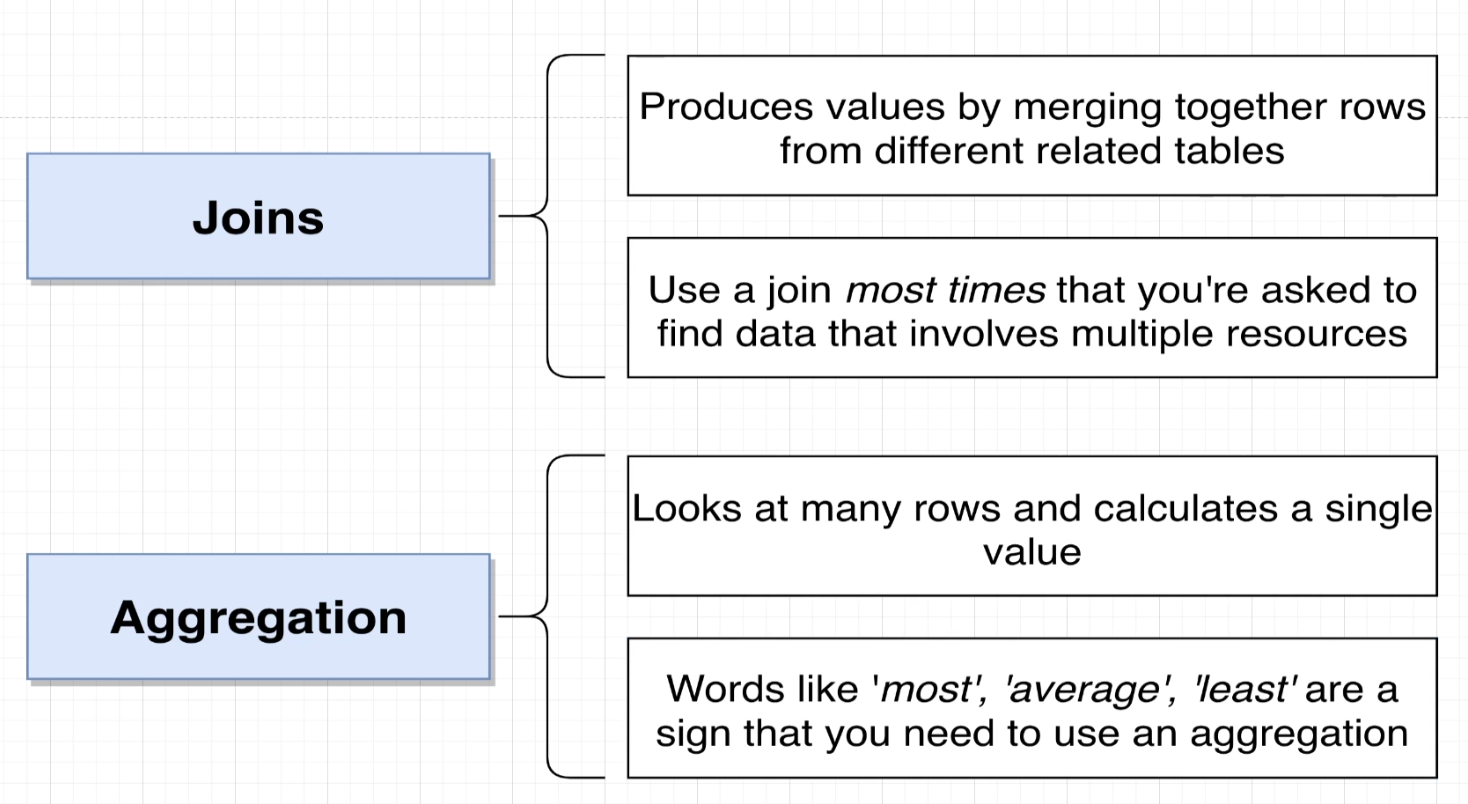 Joins
Produces values by merging together rows
from different related tables
Use a join most times that you're asked to
find data that involves multiple resources
Aggregation
Looks at many rows and calculates a single
value
Words like 'most', 'average', 'least' are a
sign that you need to use an aggregation